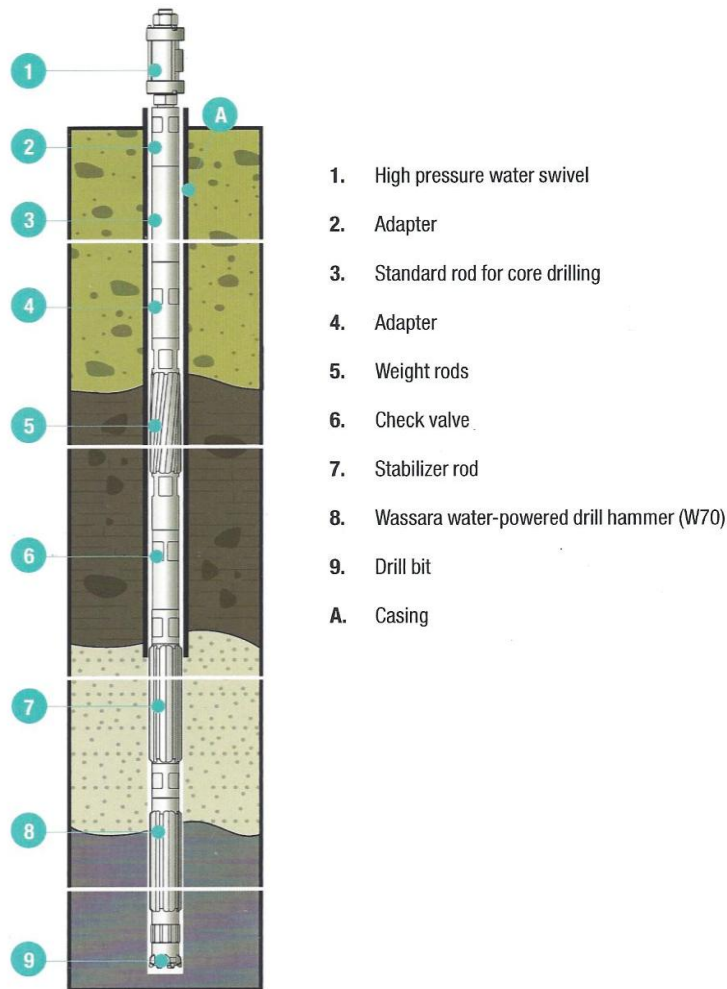 1
A
2
3
4
5
6
7
8
9
1. High pressure water swivel
2. Adapter
3. Standard rod for core drilling
4. Adapter
5. Weight rods
6. Check valve
7. Stabilizer rod
8. Wassara water-powered drill hammer (W70)
9. Drill bit
A. Casing